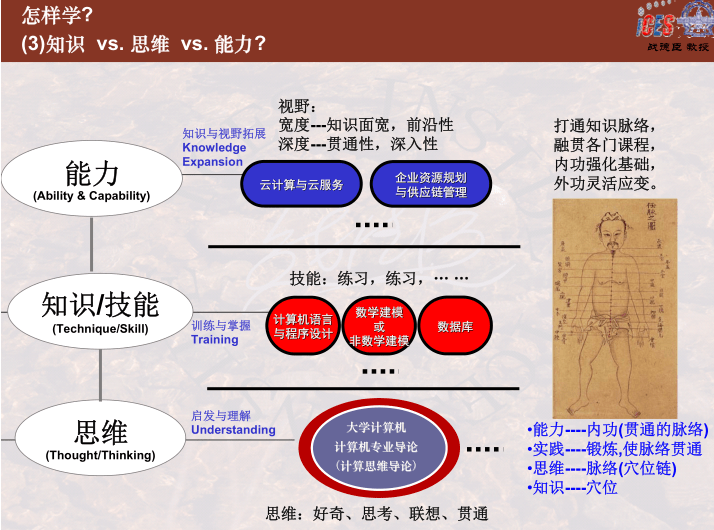 怎样学?
(3)知识 vs. 思维 vs. 能力?
ICES
战德臣 教授
视野：
宽度---知识面宽，前沿性
深度---贯通性，深入性
知识与视野拓展
Knowledge
Expansion
能力
(Ability & Capability)
云计算与云服务
企业资源规划
与供应链管理
打通知识脉络，
融贯各门课程，
内功强化基础，
外功灵活应变。
技能：练习，练习，… …
知识/技能
(Technique/Skill)
训练与掌握
Training
计算机语言
与程序设计
数学建模
或
非数学建模
数据库
启发与理解
Understanding
思维
(Thought/Thinking)
大学计算机
计算机专业导论
(计算思维导论)
思维：好奇、思考、联想、贯通
任脉之图
•能力----内功(贯通的脉络)
•实践----锻炼,使脉络贯通
•思维----脉络(穴位链)
•知识----穴位